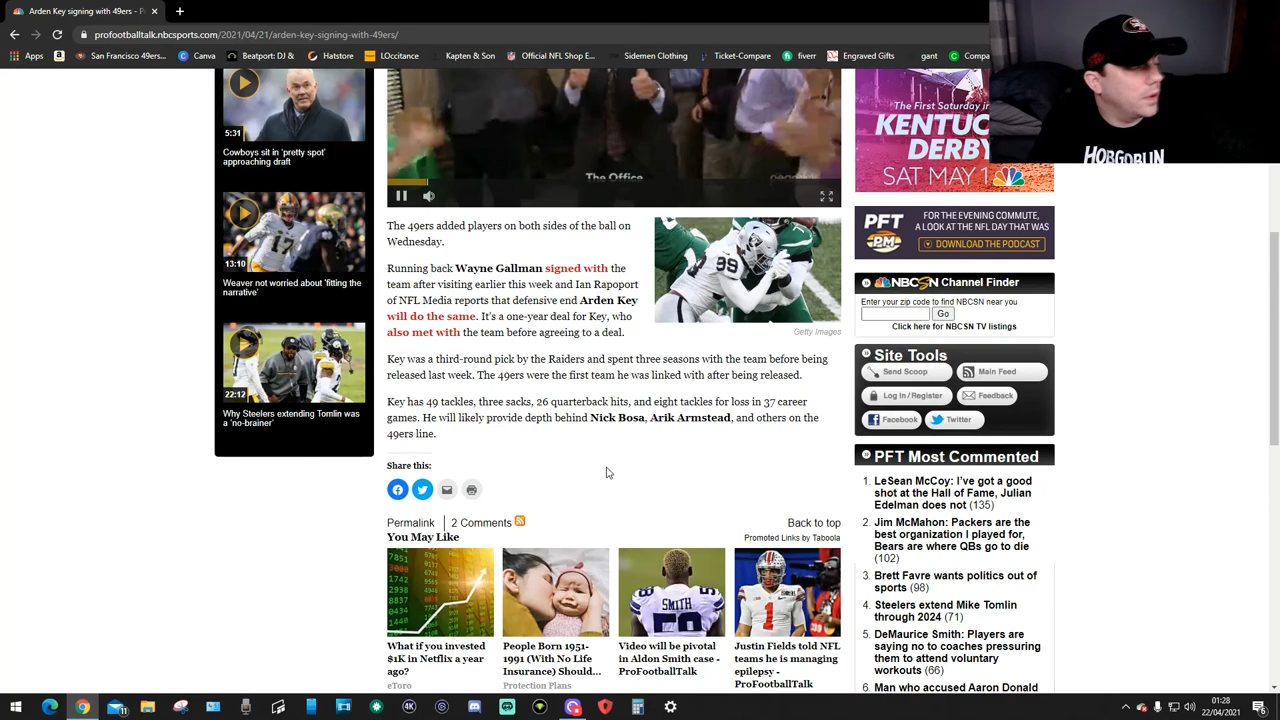 Arden Key signing with 49ers - P
profootballtalk.nbcsports.com/2021/04/21/arden-key-signing-with-49ers/
Apps
San Francisco 49ers...
Canva
Beatport: DJ &
Hatstore
LOccitance
Kapten & Son
Official NFL Shop E...
Sidemen Clothing
Ticket-Compare
fiverr
Engraved Gifts
gant
Compa
5:31
Cowboys sit in 'pretty spot'
approaching draft
17
13:10
Weaver not worried about 'fitting the
narrative'
22:12
Why Steelers extending Tomlin was
a 'no-brainer'
The Office
The 49ers added players on both sides of the ball on
Wednesday.
Running back Wayne Gallman signed with the
team after visiting earlier this week and Ian Rapoport
of NFL Media reports that defensive end Arden Key
will do the same. It's a one-year deal for Key, who
also met with the team before agreeing to a deal.
99
Getty Images
Key was a third-round pick by the Raiders and spent three seasons with the team before being
released last week. The 49ers were the first team he was linked with after being released.
Key has 49 tackles, three sacks, 26 quarterback hits, and eight tackles for loss in 37 career
games. He will likely provide depth behind Nick Bosa, Arik Armstead, and others on the
49ers line.
Share this:
Permalink
2 Comments
Back to top
You May Like
Promoted Links by Taboola
SMITH
1
What if you invested
$1K in Netflix a year
ago?
eToro
People Born 1951-
1991 (With No Life
Insurance) Should...
Protection Plans
Video will be pivotal
in Aldon Smith case -
ProFootballTalk
Justin Fields told NFL
teams he is managing
epilepsy -
ProFootballTalk
The First Saturday in
KENTUC
DERBY
SAT MAY 1
NBC
HOBGOBLIN
PFT
PM
FOR THE EVENING COMMUTE,
A LOOK AT THE NFL DAY THAT WAS
DOWNLOAD THE PODCAST
NBCSN Channel Finder
Enter your zip code to find NBCSN near you
Go
Click here for NBCSN TV listings
Site Tools
Send Scoop
Main Feed
Log In / Register
Feedback
Facebook
Twitter
PFT Most Commented
1. LeSean McCoy: I've got a good
shot at the Hall of Fame, Julian
Edelman does not (135)
2. Jim McMahon: Packers are the
best organization I played for,
Bears are where QBs go to die
(102)
3. Brett Favre wants politics out of
sports (98)
4. Steelers extend Mike Tomlin
through 2024 (71)
5. DeMaurice Smith: Players are
saying no to coaches pressuring
them to attend voluntary
workouts (66)
6. Man who accused Aaron Donald
01:28
22/04/2021